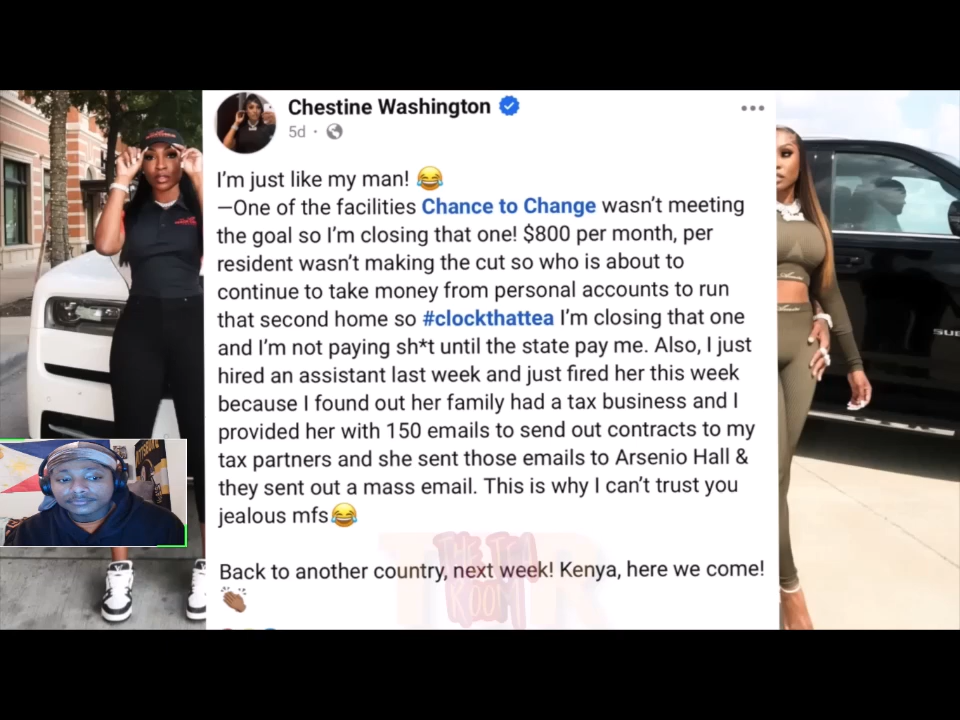 Chestine Washington
5d ·
I'm just like my man! 😂
—One of the facilities Chance to Change wasn't meeting
the goal so I'm closing that one! $800 per month, per
resident wasn't making the cut so who is about to
continue to take money from personal accounts to run
that second home so #clockthattea I'm closing that one
and I'm not paying sh*t until the state pay me. Also, I just
hired an assistant last week and just fired her this week
because I found out her family had a tax business and I
provided her with 150 emails to send out contracts to my
tax partners and she sent those emails to Arsenio Hall &
they sent out a mass email. This is why I can't trust you
jealous mfs😂
Back to another country, next week! Kenya, here we come!
👏🏾
ROOM
SUB